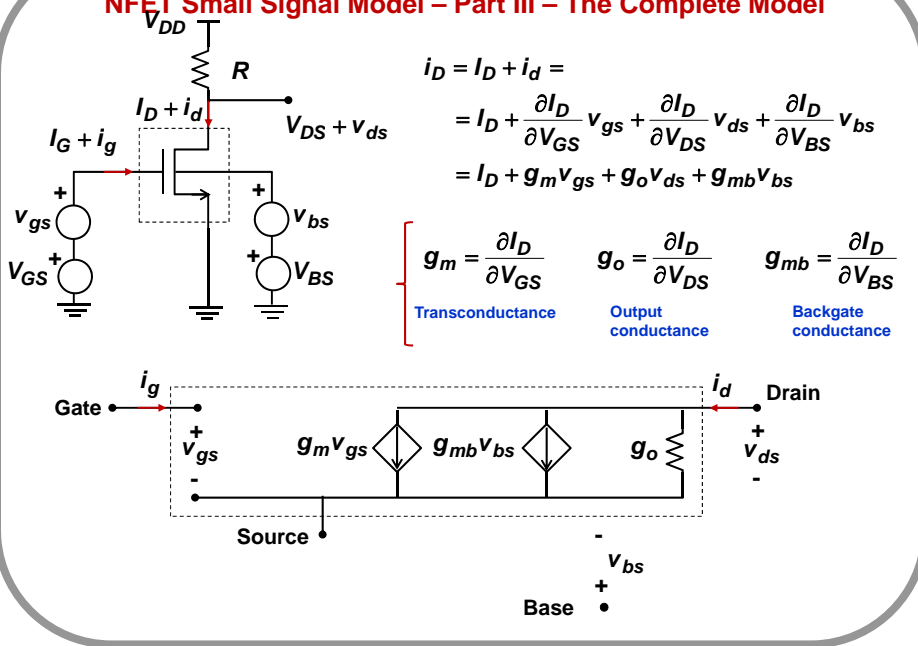 NFET Small Signal Model – Part III – The Complete Model
V_DD
R
I_D + i_d
V_DS + v_ds
I_G + i_g
+
+
v_gs
v_bs
+
+
V_GS
V_BS
i_D = I_D + i_d =
= I_D + ∂I_D/∂V_GS v_gs + ∂I_D/∂V_DS v_ds + ∂I_D/∂V_BS v_bs
= I_D + g_m v_gs + g_o v_ds + g_mb v_bs
g_m = ∂I_D/∂V_GS
g_o = ∂I_D/∂V_DS
g_mb = ∂I_D/∂V_BS
Transconductance
Output
conductance
Backgate
conductance
i_g
i_d
Gate
Drain
+
v_gs
-
g_m v_gs
g_mb v_bs
g_o
+
v_ds
-
Source
-
v_bs
+
Base